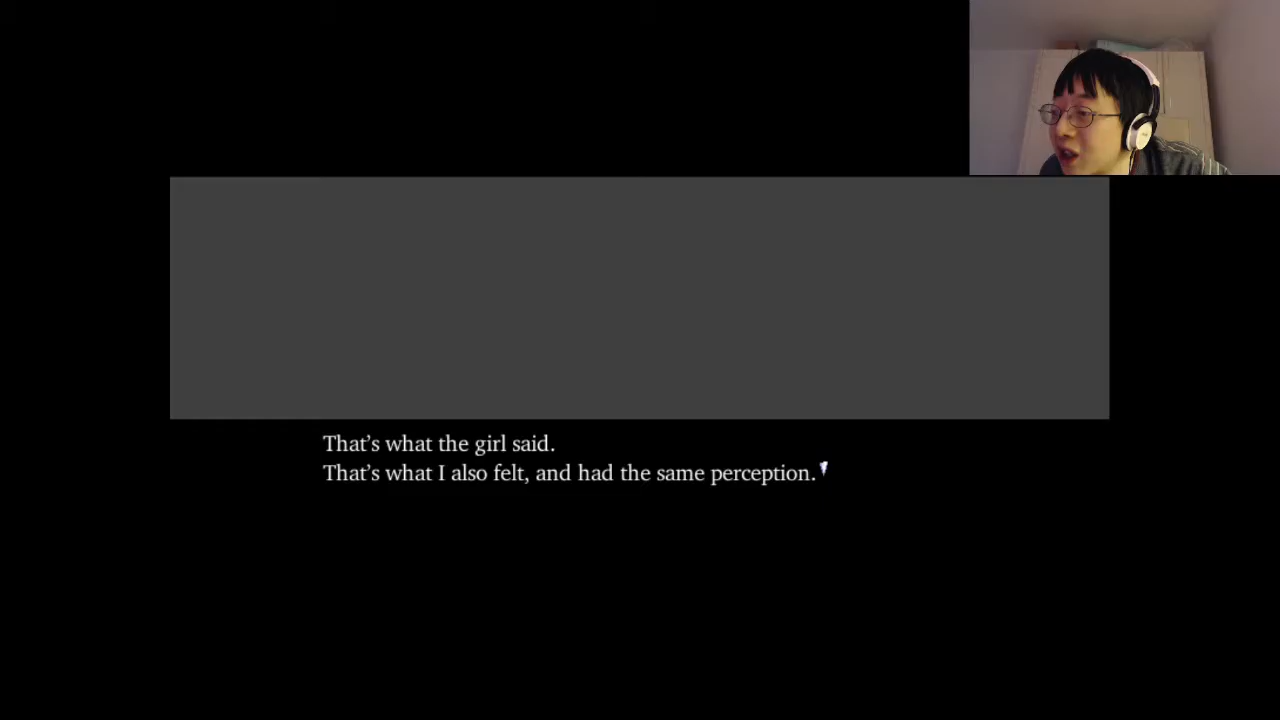 That’s what the girl said.
That’s what I also felt, and had the same perception.